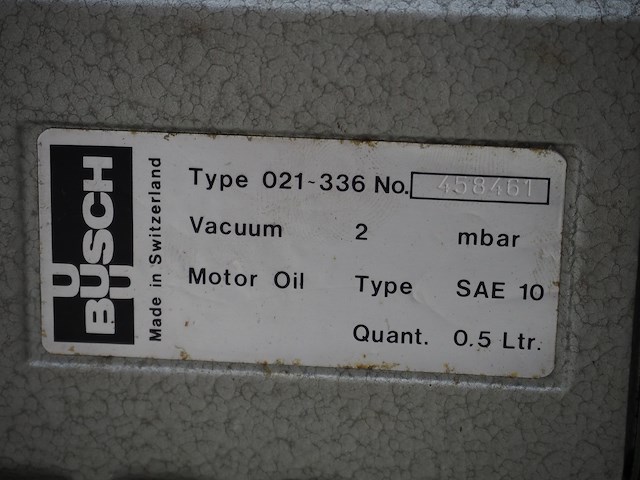 BUSCH
Made in Switzerland
Type 021-336 No. 458461
Vacuum 2 mbar
Motor Oil Type SAE 10
Quant. 0.5 Ltr.